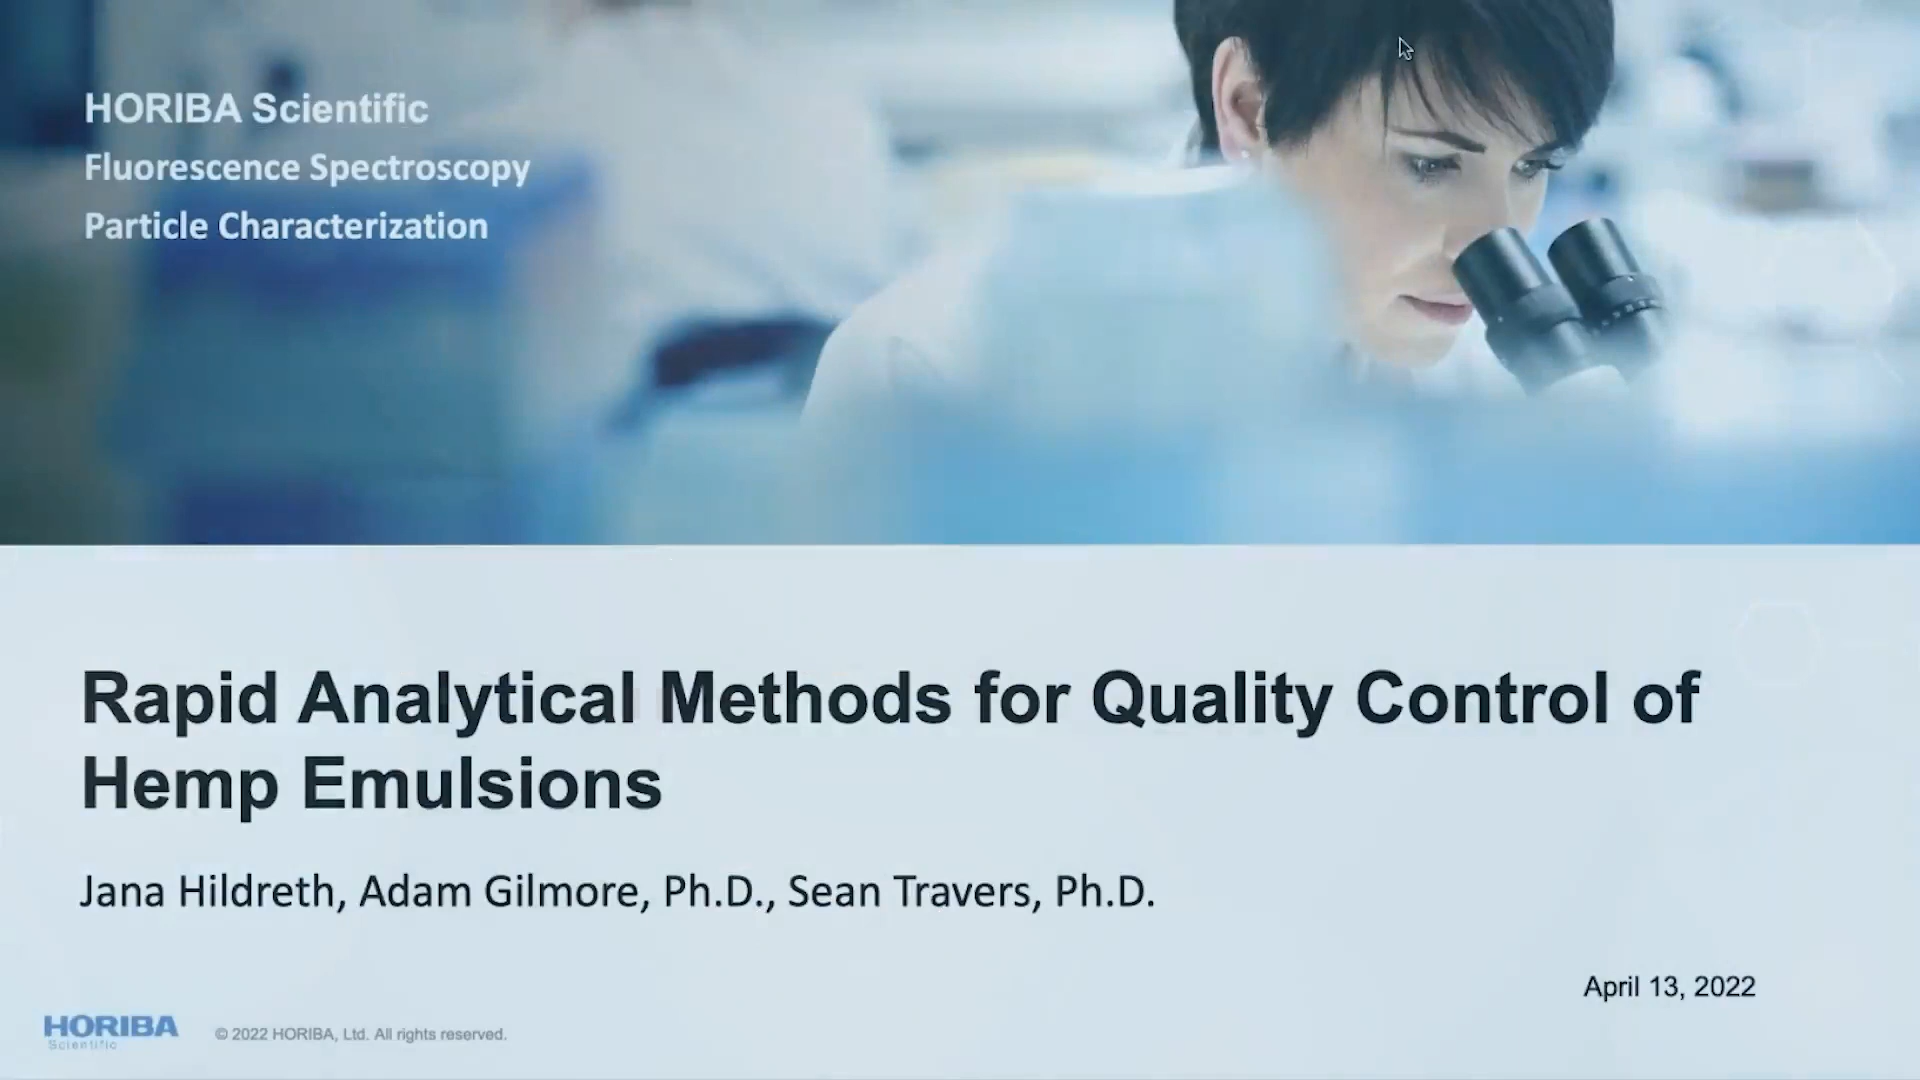 HORIBA Scientific
Fluorescence Spectroscopy
Particle Characterization
Rapid Analytical Methods for Quality Control of
Hemp Emulsions
Jana Hildreth, Adam Gilmore, Ph.D., Sean Travers, Ph.D.
April 13, 2022
HORIBA
Scientific
© 2022 HORIBA, Ltd. All rights reserved.